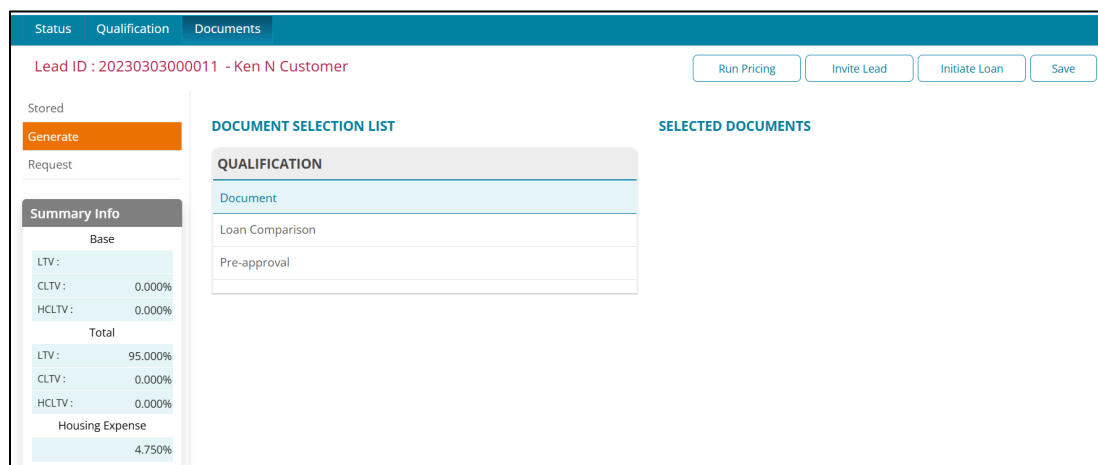 Status Qualification Documents
Lead ID : 20230303000011 - Ken N Customer
Run Pricing Invite Lead Initiate Loan Save
Stored
Generate
Request
Summary Info
Base
LTV :
CLTV : 0.000%
HCLTV : 0.000%
Total
LTV : 95.000%
CLTV : 0.000%
HCLTV : 0.000%
Housing Expense
4.750%
DOCUMENT SELECTION LIST
QUALIFICATION
Document
Loan Comparison
Pre-approval
SELECTED DOCUMENTS